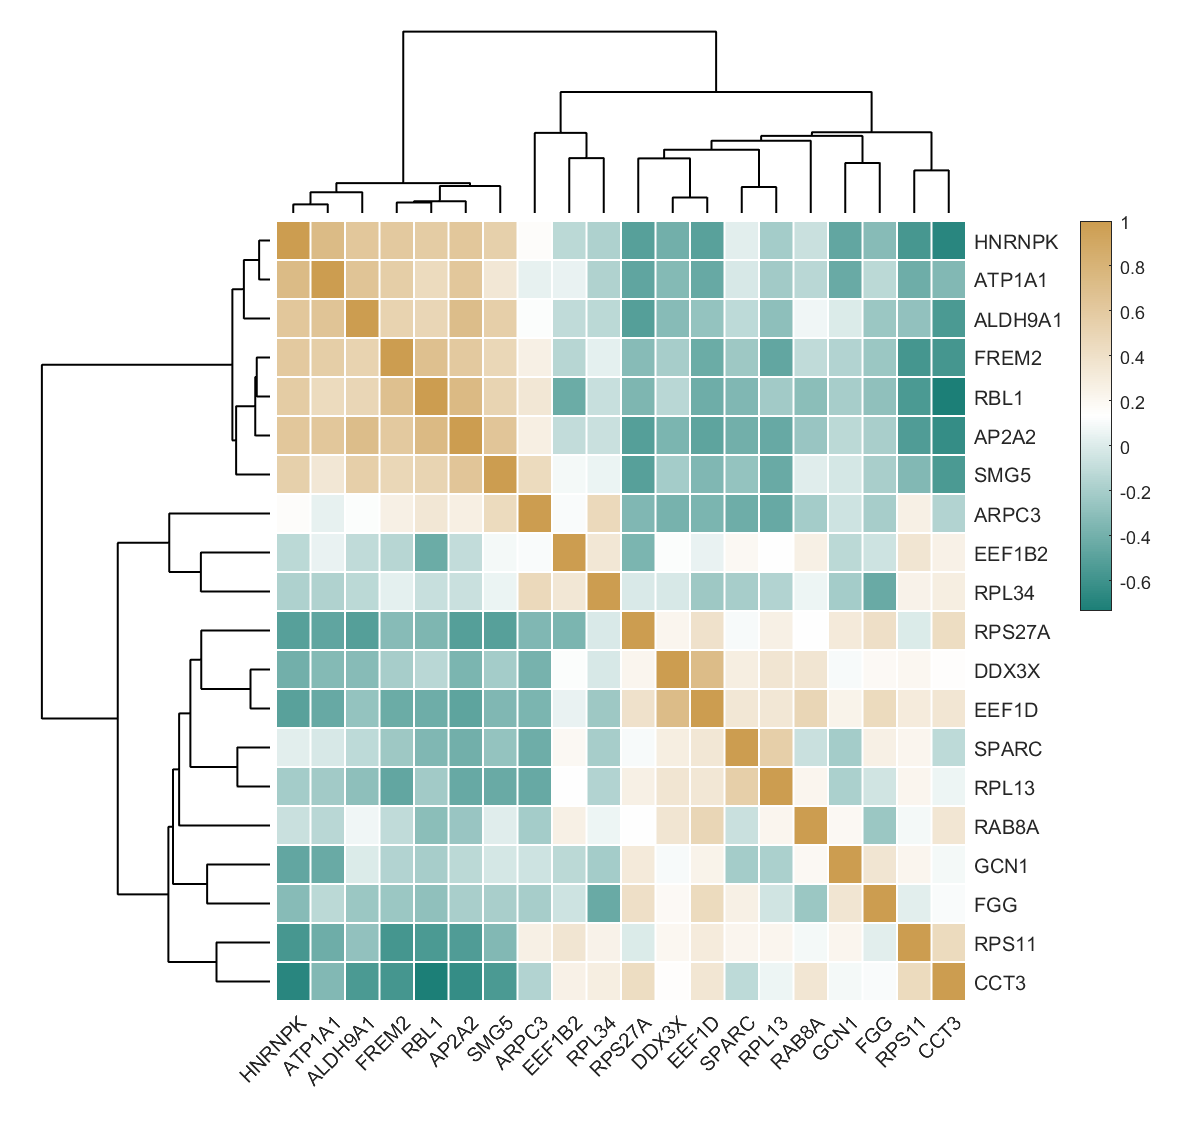 HNRNPK
ATP1A1
ALDH9A1
FREM2
RBL1
AP2A2
SMG5
ARPC3
EEF1B2
RPL34
RPS27A
DDX3X
EEF1D
SPARC
RPL13
RAB8A
GCN1
FGG
RPS11
CCT3
1
0.8
0.6
0.4
0.2
0
-0.2
-0.4
-0.6
HNRNPK
ATP1A1
ALDH9A1
FREM2
RBL1
AP2A2
SMG5
ARPC3
EEF1B2
RPL34
RPS27A
DDX3X
EEF1D
SPARC
RPL13
RAB8A
GCN1
FGG
RPS11
CCT3